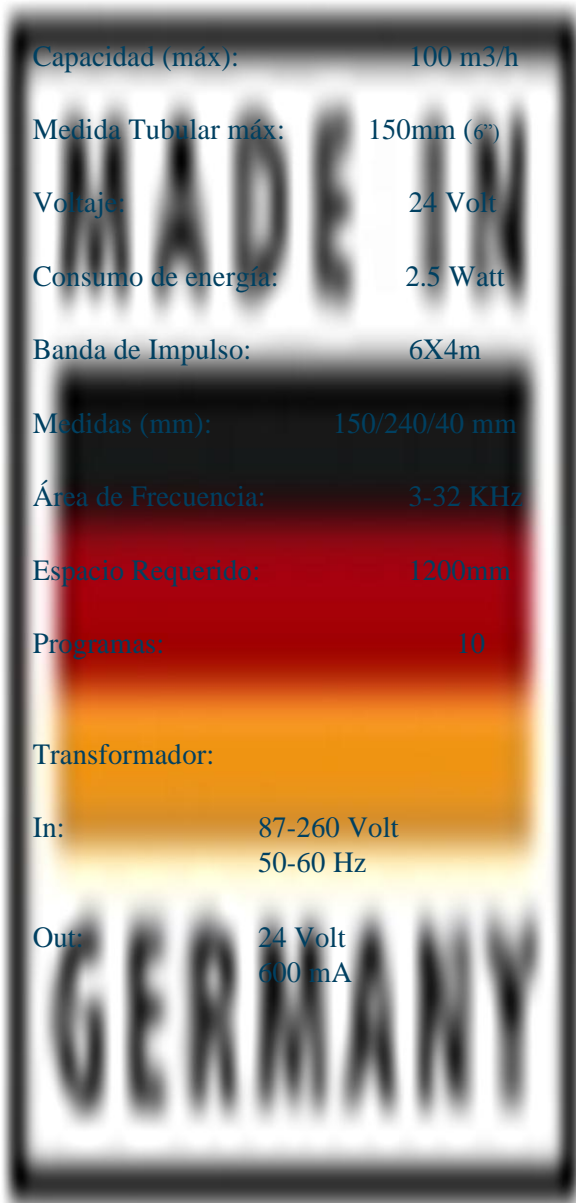 Capacidad (máx): 100 m3/h
MADE IN
Medida Tubular máx: 150mm (6”)
Voltaje: 24 Volt
Consumo de energía: 2.5 Watt
Banda de Impulso: 6X4m
Medidas (mm): 150/240/40 mm
Área de Frecuencia: 3-32 KHz
Espacio Requerido: 1200mm
Programas: 10
Transformador:
In: 87-260 Volt
50-60 Hz
Out: 24 Volt
600 mA
GERMANY